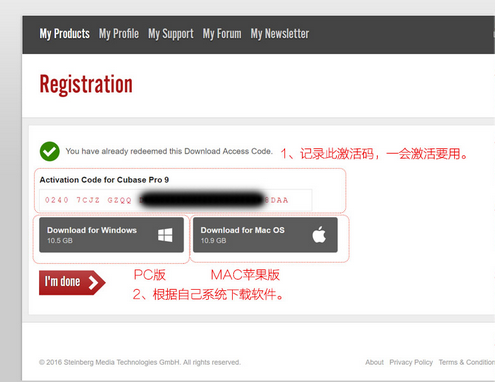 My Products My Profile My Support My Forum My Newsletter
Registration
You have already redeemed this Download Access Code.
1、记录此激活码，一会激活要用。
Activation Code for Cubase Pro 9
0240 7CJZ GZQQ DAA
Download for Windows
10.5 GB
Download for Mac OS
10.9 GB
I'm done
PC版
MAC苹果版
2、根据自己系统下载软件。
© 2016 Steinberg Media Technologies GmbH. All rights reserved.
About Privacy Policy Terms & Condition